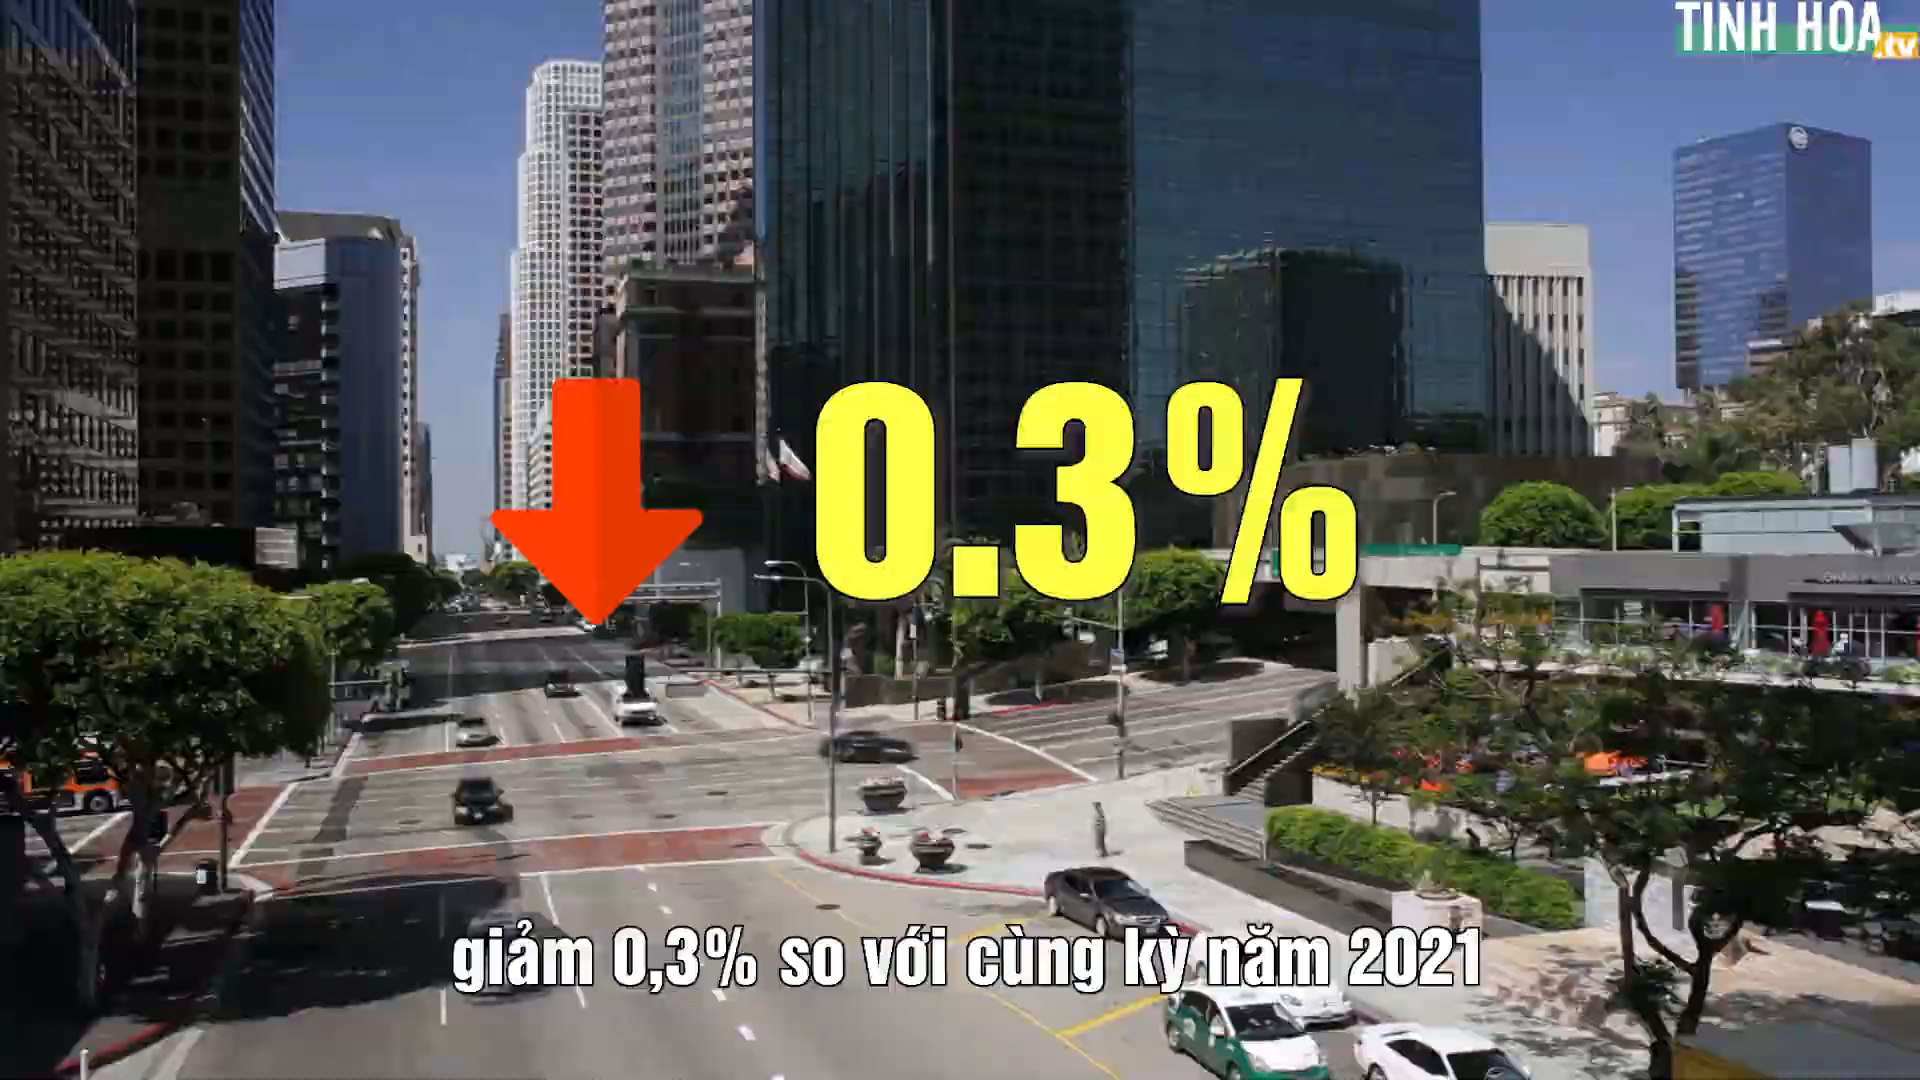 TINH HOA
.tv
0.3%
giảm 0,3% so với cùng kỳ năm 2021